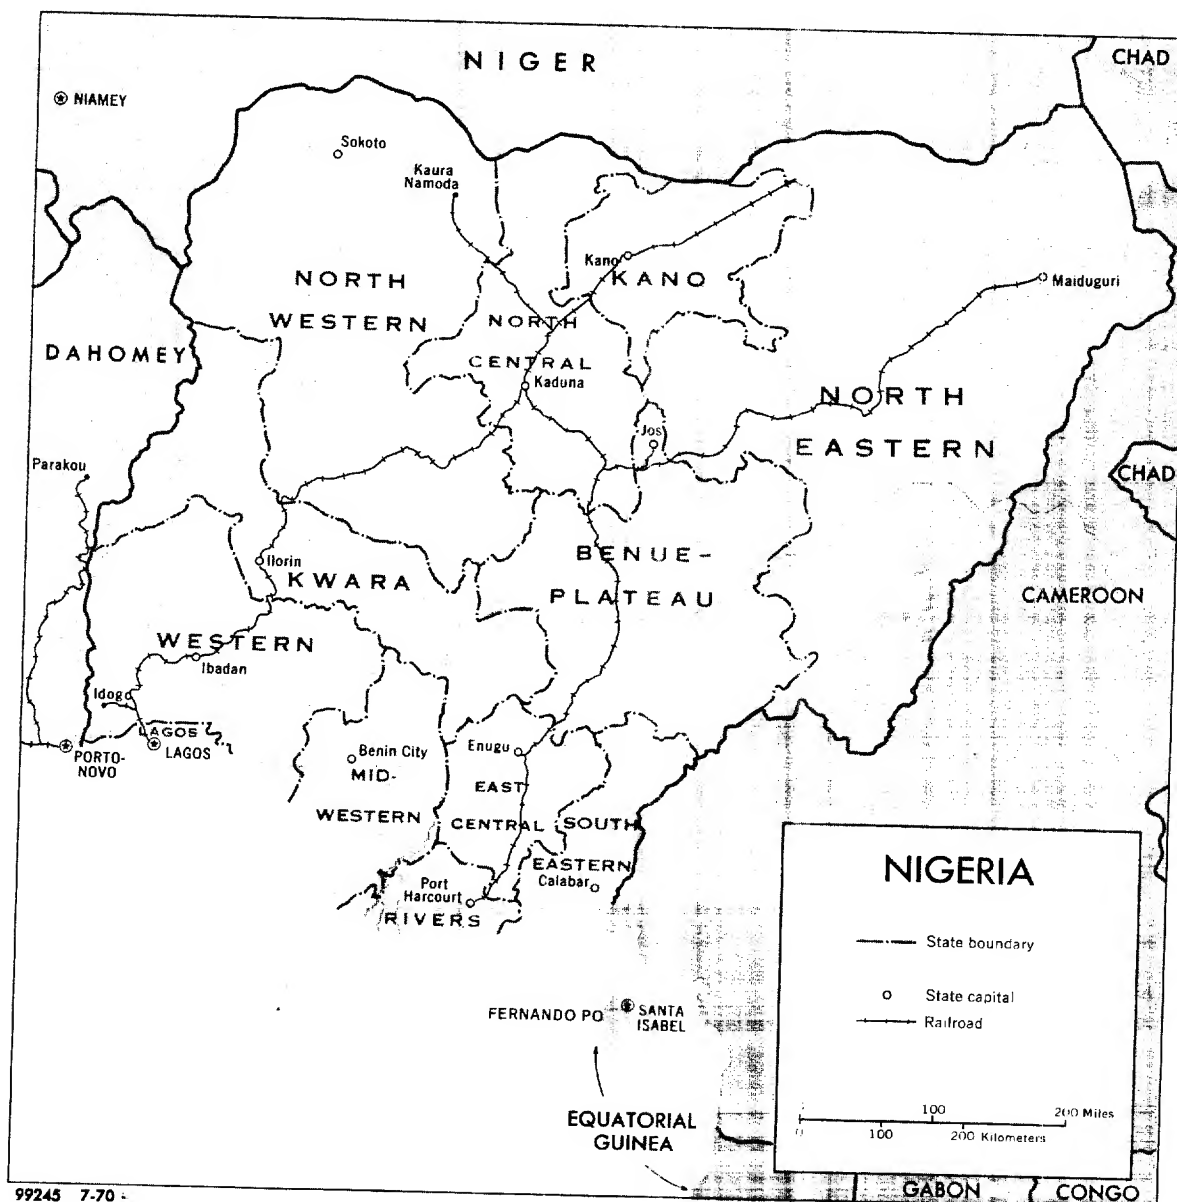 NIGER
CHAD
NIAMEY
Sokoto
Kaura
Namoda
Kano
KANO
Maiduguri
NORTH
WESTERN
NORTH
CENTRAL
Kaduna
DAHOMEY
NORTH
EASTERN
Jos
Parakou
CHAD
BENUE-
PLATEAU
Ilorin
KWARA
CAMEROON
WESTERN
Ibadan
Idogo
LAGOS
LAGOS
PORTO-
NOVO
Benin City
MID-
WESTERN
Enugu
EAST
CENTRAL
SOUTH
EASTERN
Calabar
Port
Harcourt
RIVERS
NIGERIA
State boundary
State capital
Railroad
FERNANDO PO
SANTA
ISABEL
EQUATORIAL
GUINEA
100 200 Miles
0 100 200 Kilometers
GABON
CONGO
99245 7-70